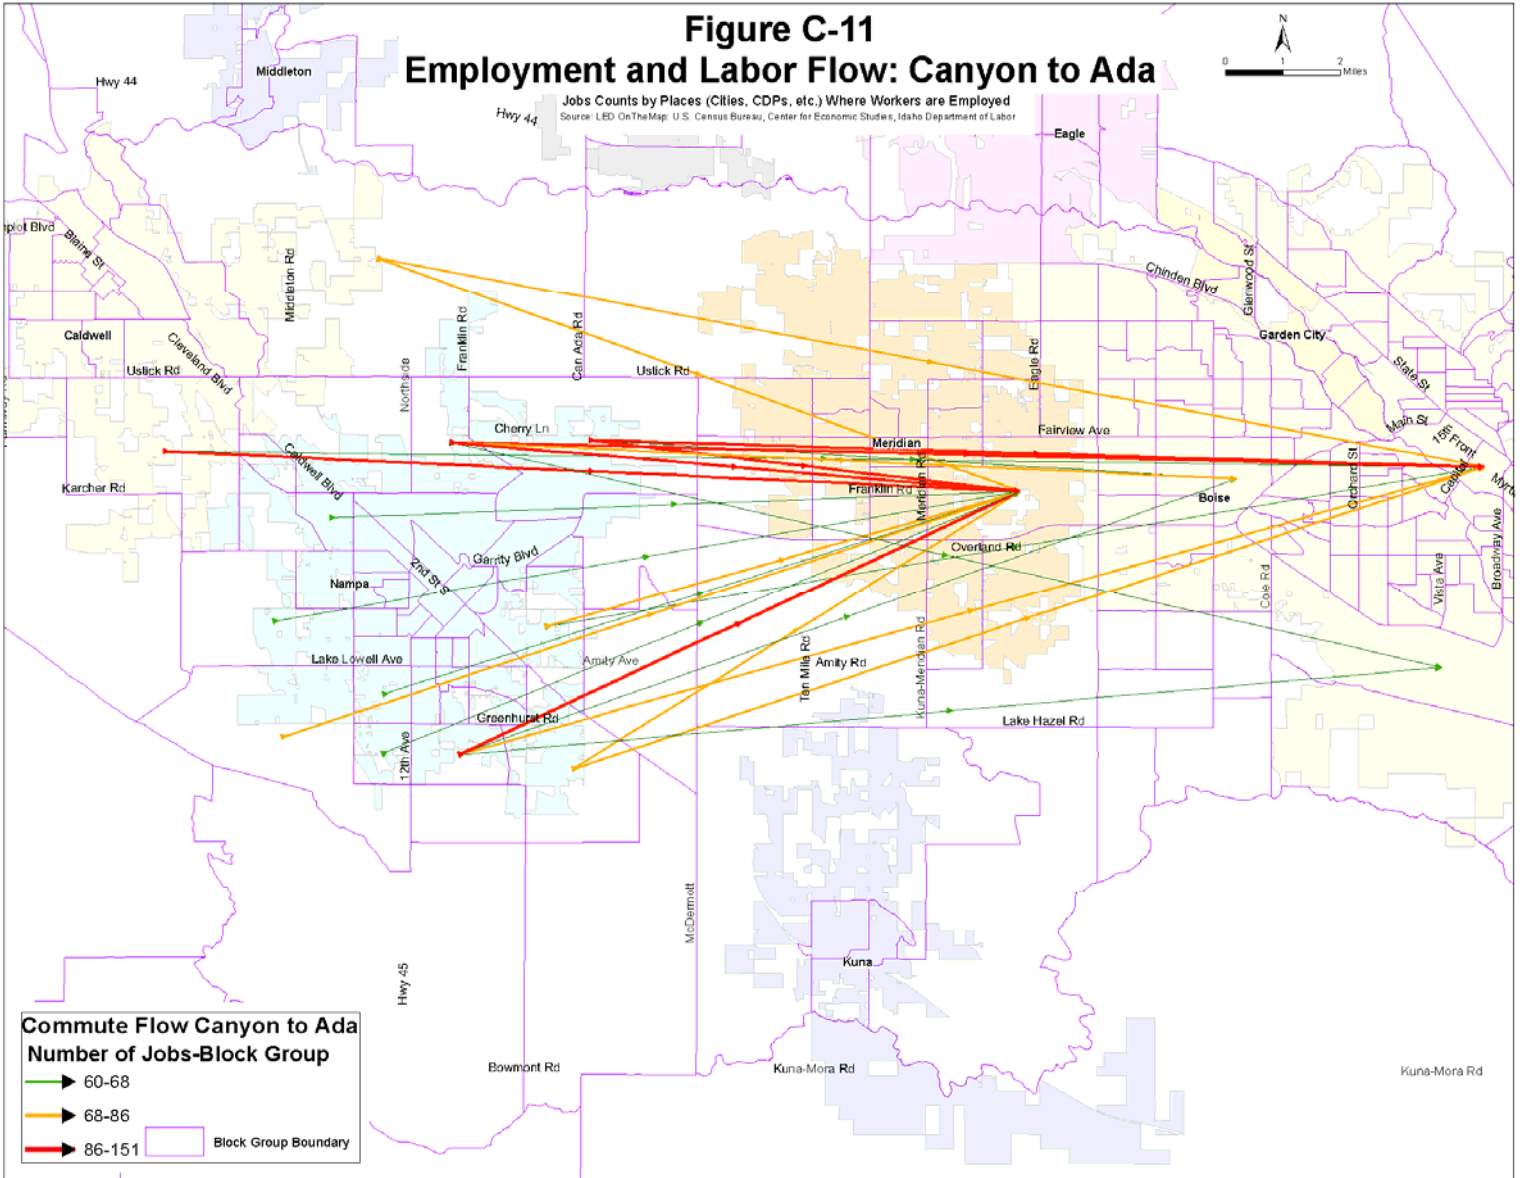 Figure C-11
Employment and Labor Flow: Canyon to Ada
Jobs Counts by Places (Cities, CDPs, etc.) Where Workers are Employed
Source: LED OnTheMap: U.S. Census Bureau, Center for Economic Studies, Idaho Department of Labor
N
0 1 2
Miles
Middleton
Hwy 44
Hwy 44
Eagle
Blaine St
Middleton Rd
Chinden Blvd
Glenwood St
Caldwell
Cleveland Blvd
Franklin Rd
Can Ada Rd
Garden City
Ustick Rd
Northside
Ustick Rd
Eagle Rd
State St
Cherry Ln
Meridian
Fairview Ave
Main St
Front
Caldwell Blvd
Karcher Rd
Franklin Rd
Meridian Rd
Boise
Orchard St
Capitol
Garrity Blvd
Overland Rd
Nampa
2nd St S
Cole Rd
Vista Ave
Broadway Ave
Lake Lowell Ave
Amity Ave
Ten Mile Rd
Amity Rd
Kuna-Meridian Rd
Greenhurst Rd
Lake Hazel Rd
12th Ave
McDermott
Kuna
Hwy 45
Bowmont Rd
Kuna-Mora Rd
Kuna-Mora Rd
Commute Flow Canyon to Ada
Number of Jobs-Block Group
60-68
68-86
86-151
Block Group Boundary